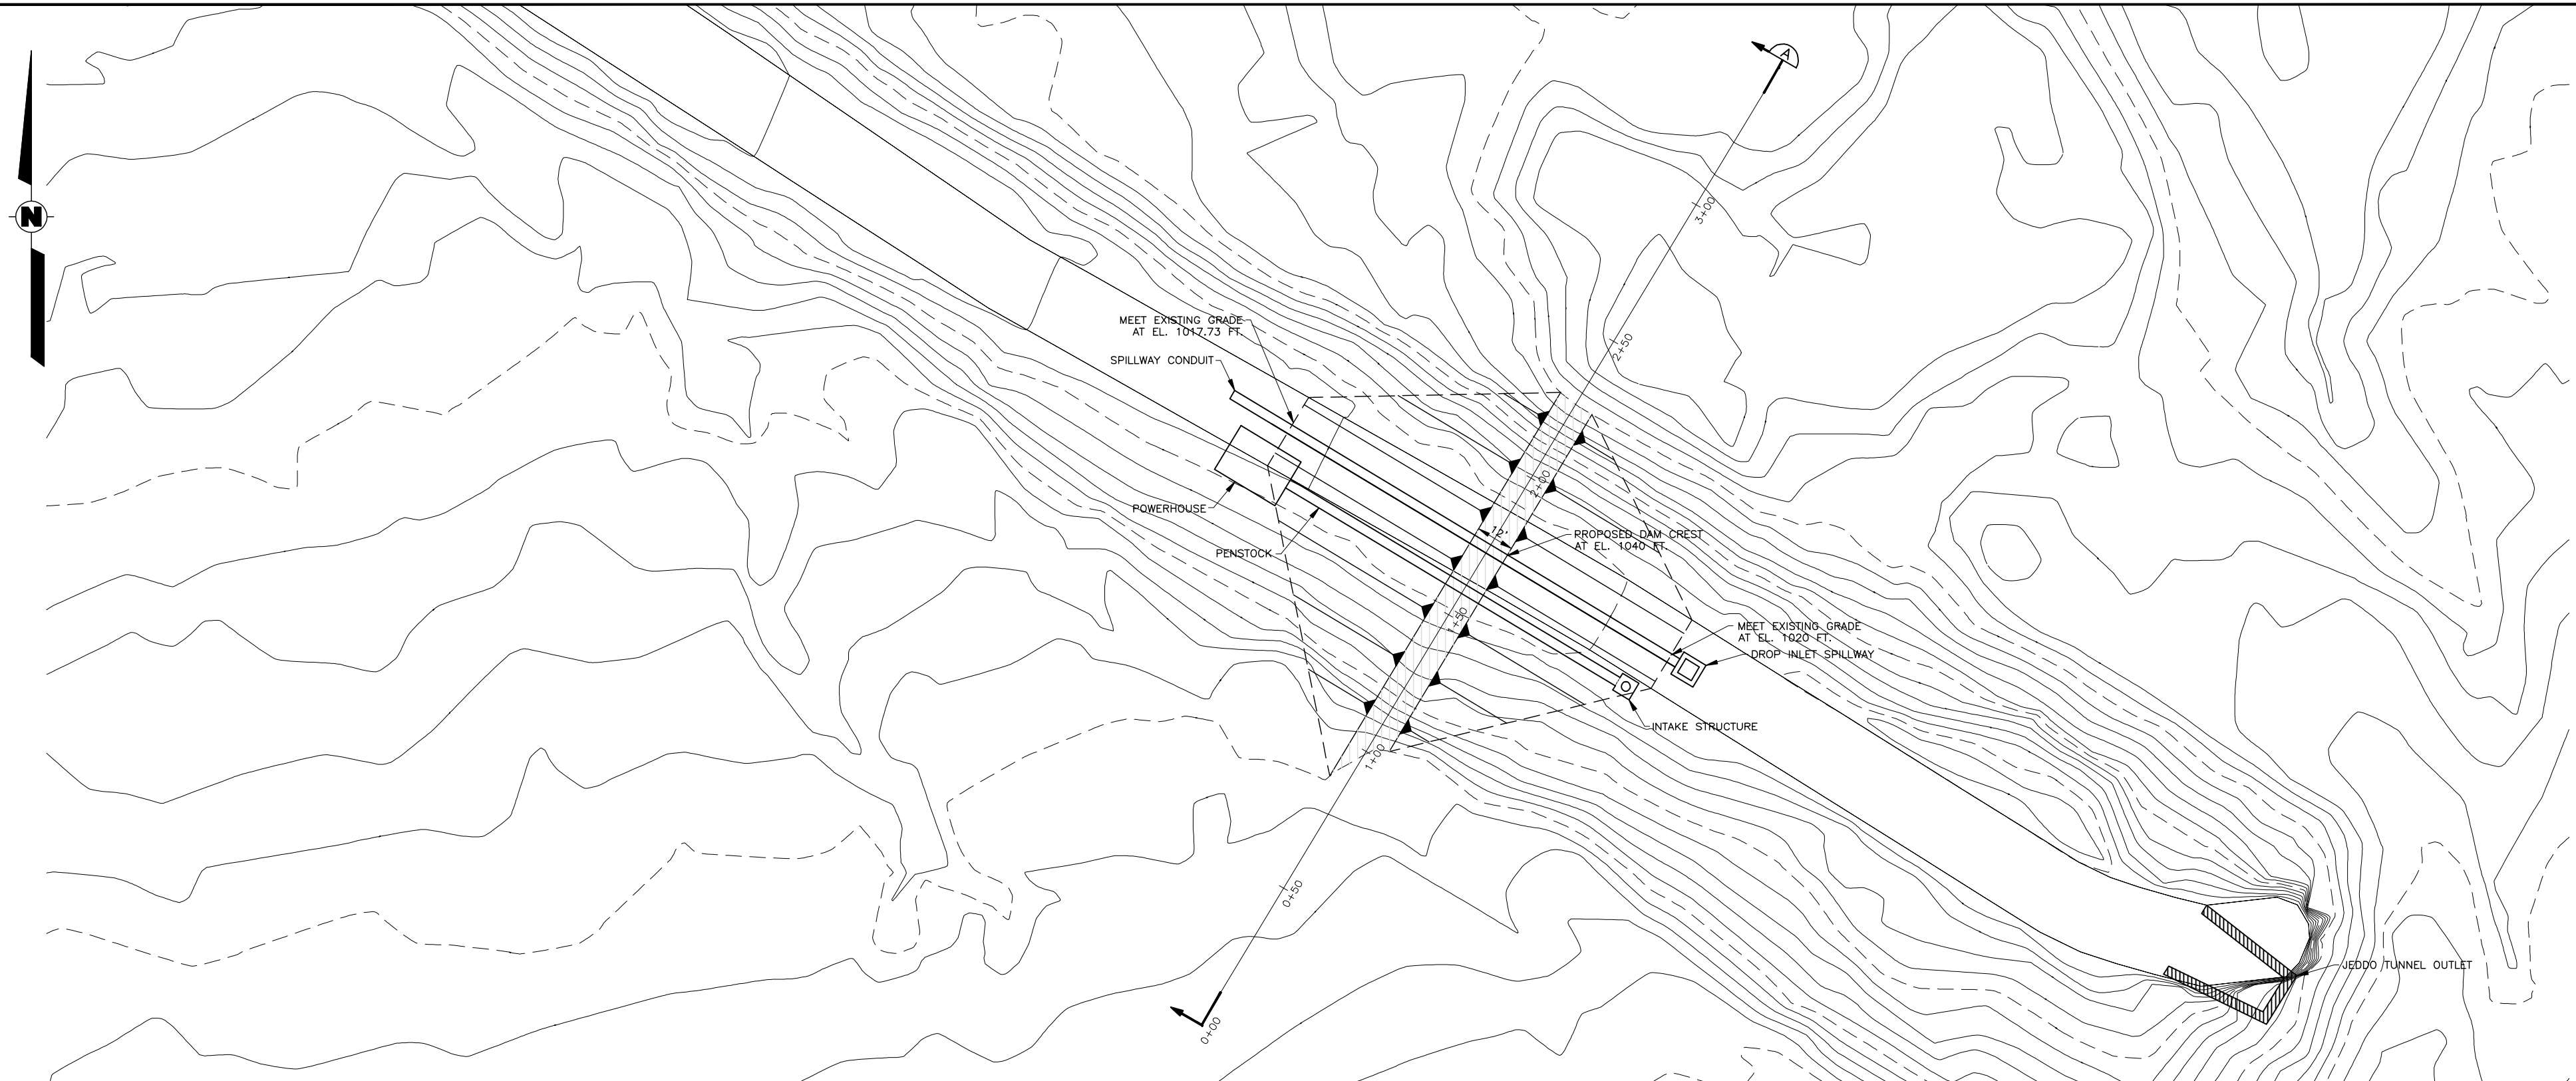 A
N
3+00
MEET EXISTING GRADE
AT EL. 1017.73 FT.
2+50
SPILLWAY CONDUIT
2+00
POWERHOUSE
12'
PROPOSED DAM CREST
AT EL. 1040 FT.
PENSTOCK
1+50
MEET EXISTING GRADE
AT EL. 1020 FT.
DROP INLET SPILLWAY
INTAKE STRUCTURE
1+00
0+50
JEDDO TUNNEL OUTLET
0+00